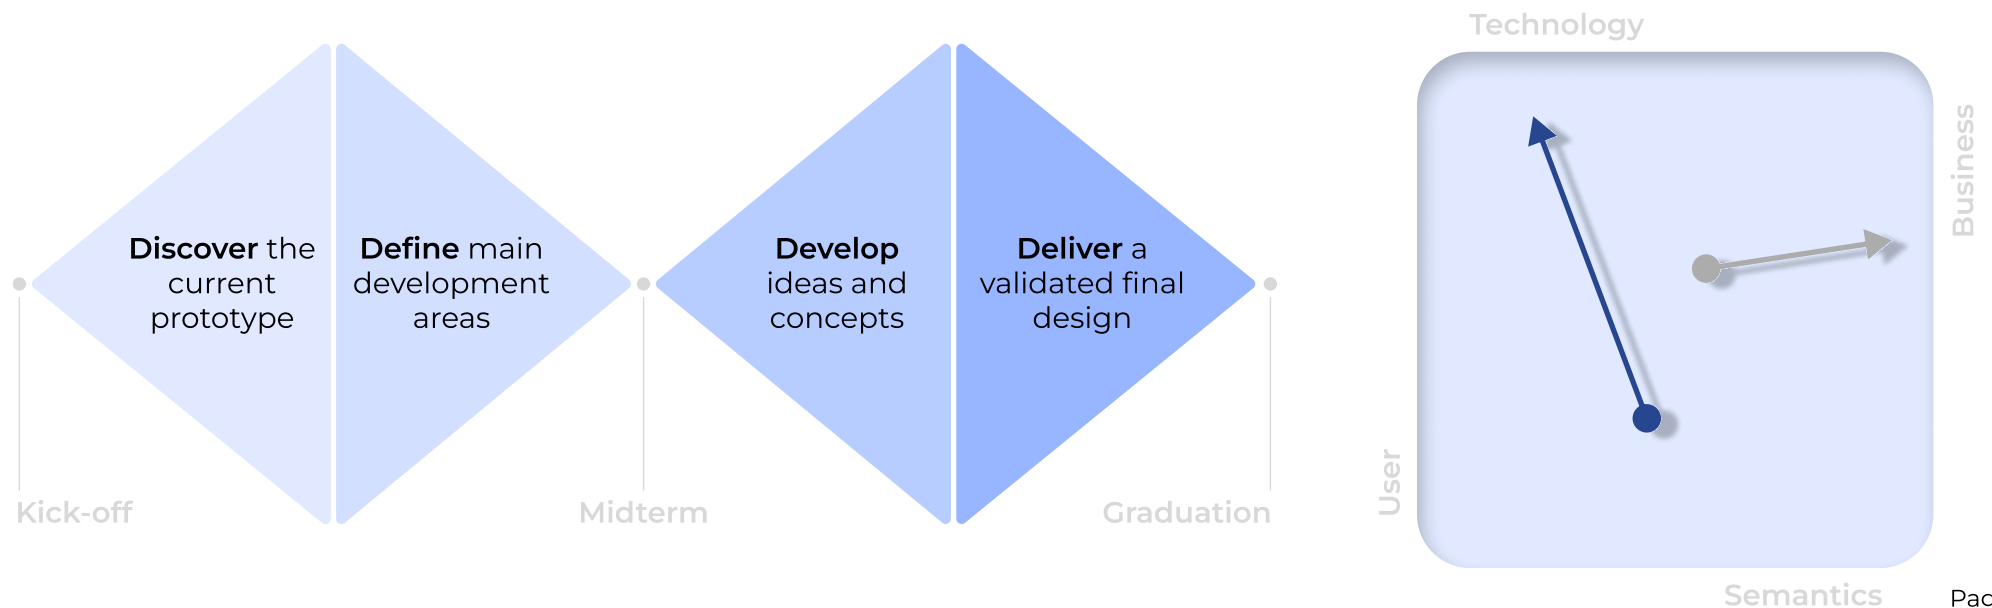 Discover the
current
prototype
Define main
development
areas
Develop
ideas and
concepts
Deliver a
validated final
design
Kick-off
Midterm
Graduation
Technology
Business
User
Semantics
Pac